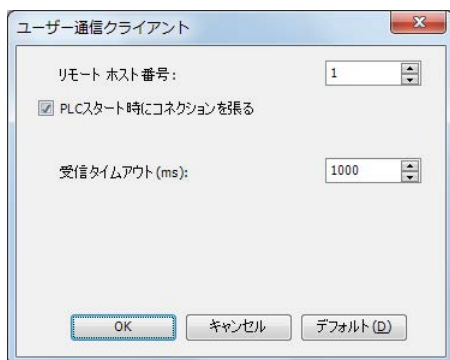 ユーザー通信クライアント
リモート ホスト番号: 1
PLCスタート時にコネクションを張る
受信タイムアウト(ms): 1000
OK キャンセル デフォルト(D)